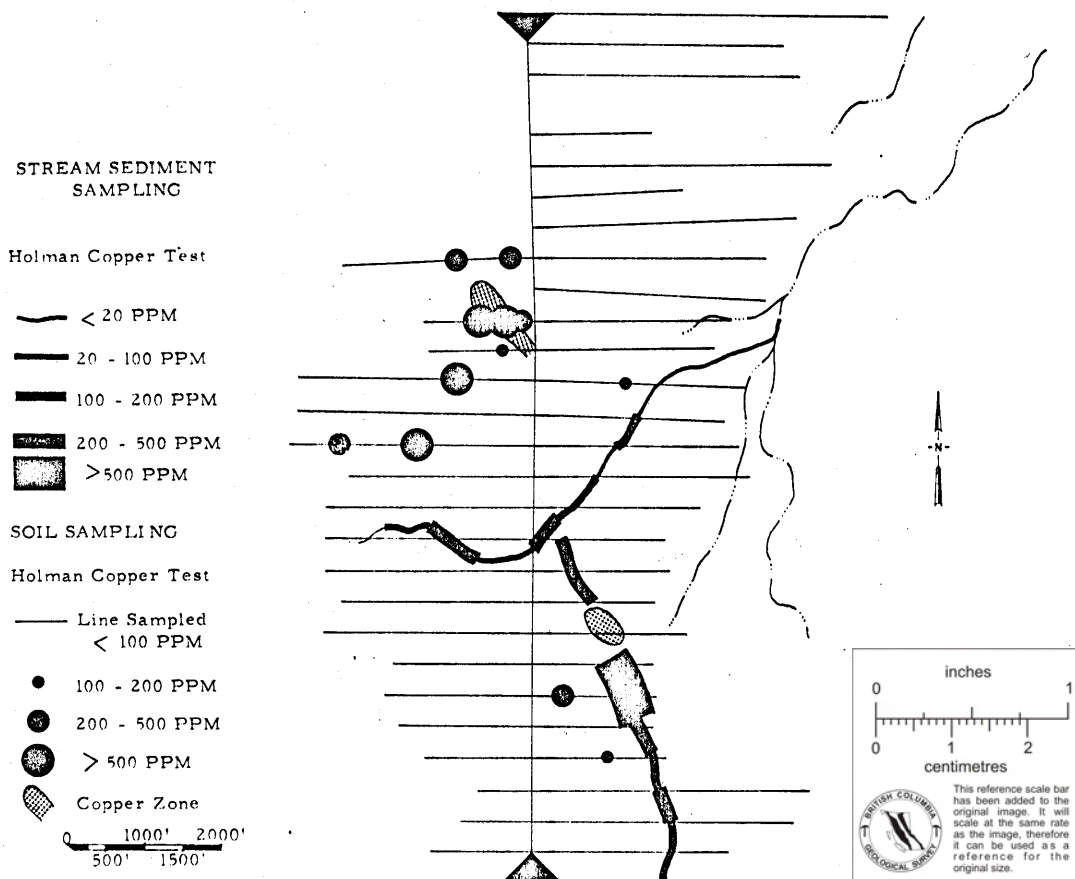 STREAM SEDIMENT
SAMPLING
Holman Copper Test
< 20 PPM
20 - 100 PPM
100 - 200 PPM
200 - 500 PPM
>500 PPM
SOIL SAMPLING
Holman Copper Test
Line Sampled
< 100 PPM
100 - 200 PPM
200 - 500 PPM
> 500 PPM
Copper Zone
0 1000' 2000'
500' 1500'
N
inches
0 1
0 1 2
centimetres
BRITISH COLUMBIA
GEOLOGICAL SURVEY
This reference scale bar
has been added to the
original image. It will
scale at the same rate
as the image, therefore
it can be used as a
reference for the
original size.